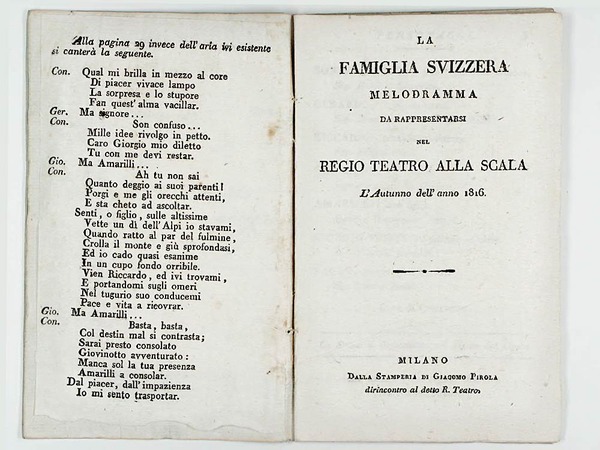 Alla pagina 29 invece dell'aria ivi esistente
si canterà la seguente.
Con. Qual mi brilla in mezzo al core
Di piacer vivace lampo
La sorpresa e lo stupore
Fan quest' alma vacillar.
Ger. Ma signore...
Con. Son confuso...
Mille idee rivolgo in petto.
Caro Giorgio mio diletto
Tu con me devi restar.
Gio. Ma Amarilli...
Con. Ah tu non sai
Quanto deggio ai suoi parenti!
Porgi e me gli orecchi attenti,
E sta cheto ad ascoltar.
Senti, o figlio, sulle altissime
Vette un dì dell'Alpi io stavami,
Quando ratto al par del fulmine,
Crolla il monte e già sprofondasi,
Ed io cado quasi esanime
In un cupo fondo orribile.
Vien Riccardo, ed ivi trovami,
E portandomi sugli omeri
Nel tugurio suo conducemi
Pace e vita a ricovrar.
Gio. Ma Amarilli...
Con. Basta, basta,
Col destin mal si contrasta;
Sarai presto consolato
Giovinotto avventurato:
Manca sol la tua presenza
Amarilli a consolar.
Dal piacer, dall'impazienza
Io mi sento trasportar.
LA
FAMIGLIA SVIZZERA
MELODRAMMA
DA RAPPRESENTARSI
NEL
REGIO TEATRO ALLA SCALA
L'Autunno dell'anno 1816.
MILANO
DALLA STAMPERIA DI GIACOMO PIROLA
dirincontro al detto R. Teatro.